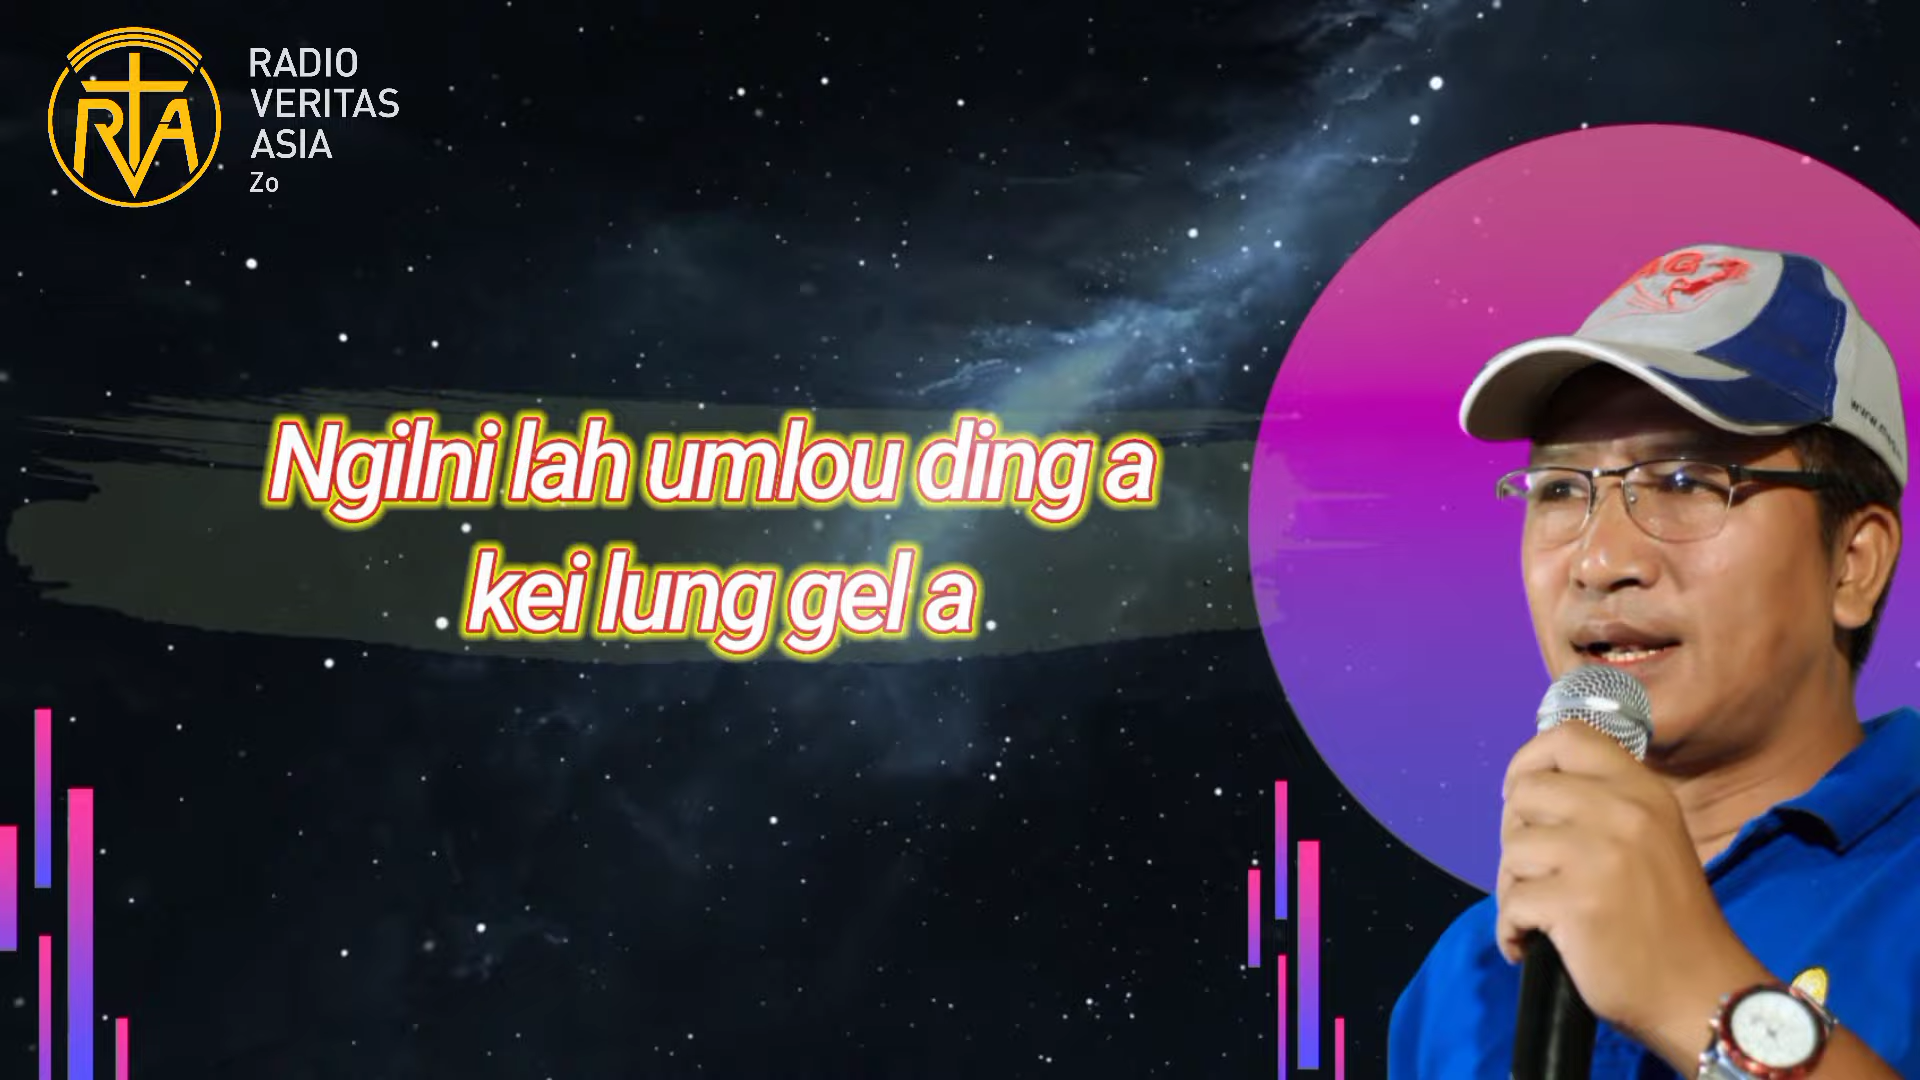 RADIO
VERITAS
ASIA
Zo
Ngilni lah umlou ding a
kei lung gel a